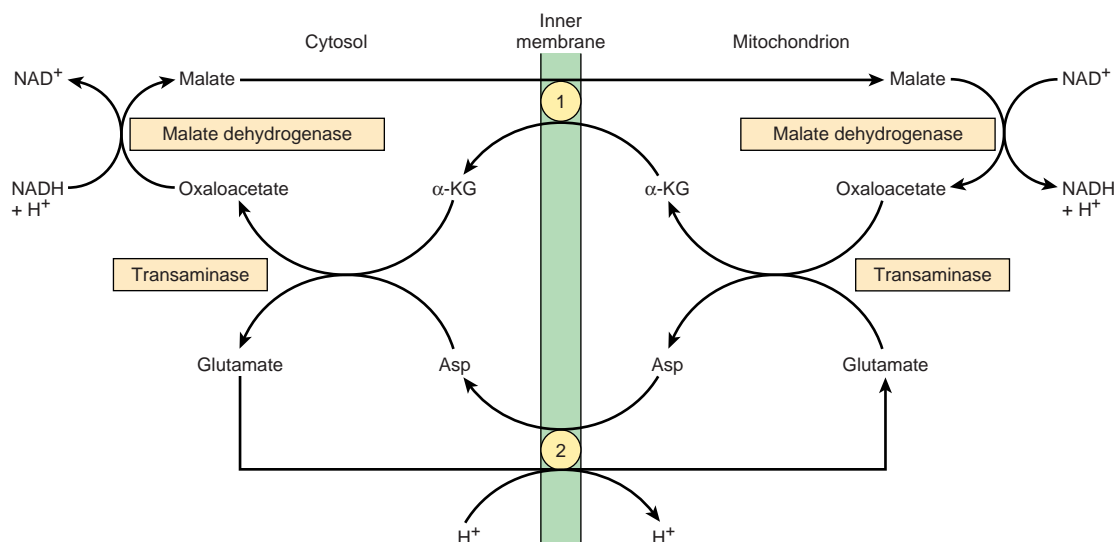 Inner
membrane
Cytosol
Mitochondrion
NAD+
Malate
Malate
NAD+
1
Malate dehydrogenase
Malate dehydrogenase
NADH
+ H+
Oxaloacetate
α-KG
α-KG
Oxaloacetate
NADH
+ H+
Transaminase
Transaminase
Glutamate
Asp
Asp
Glutamate
2
H+
H+